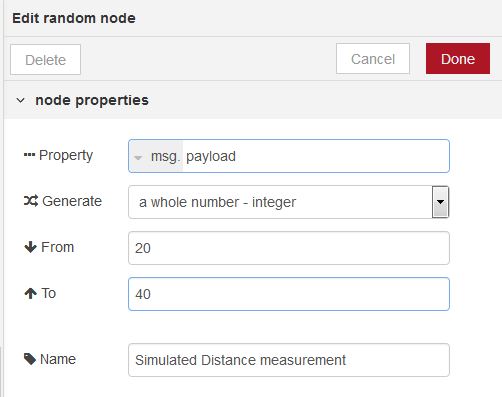 Edit random node
Delete Cancel Done
node properties
Property msg. payload
Generate a whole number - integer
From 20
To 40
Name Simulated Distance measurement